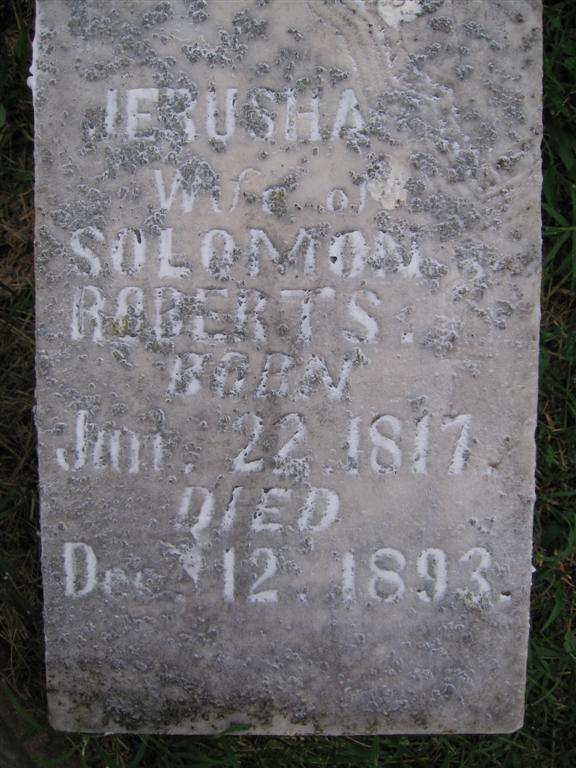 JERUSHA
Wife of
SOLOMON
ROBERTS.
BORN
Jan. 22. 1817.
DIED
Dec. 12. 1893.